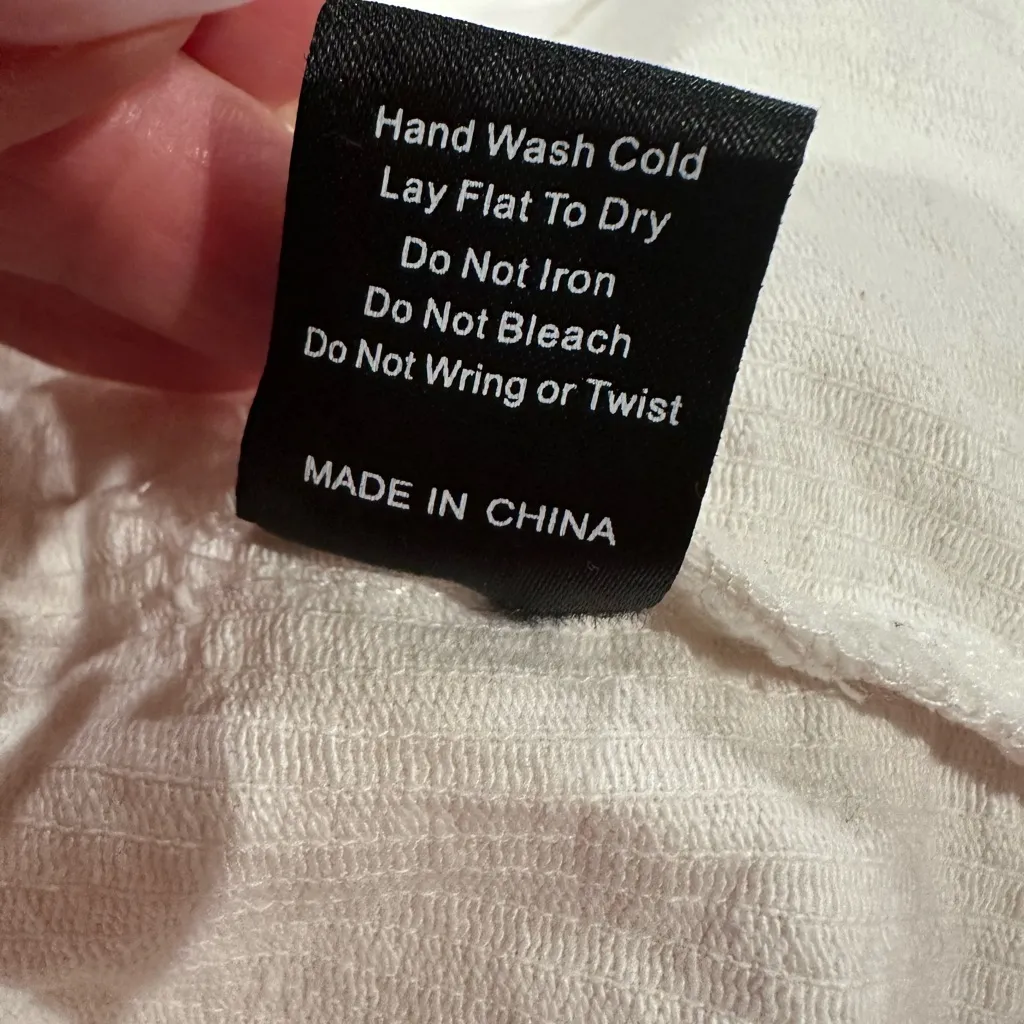 Hand Wash Cold
Lay Flat To Dry
Do Not Iron
Do Not Bleach
Do Not Wring or Twist
MADE IN CHINA